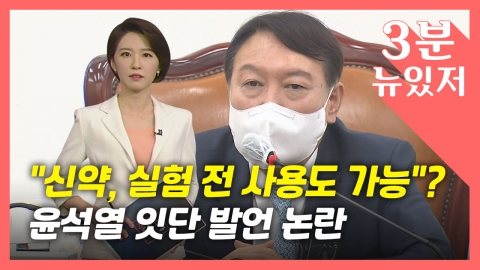 3분
뉴있저
"신약, 실험 전 사용도 가능"?
윤석열 잇단 발언 논란